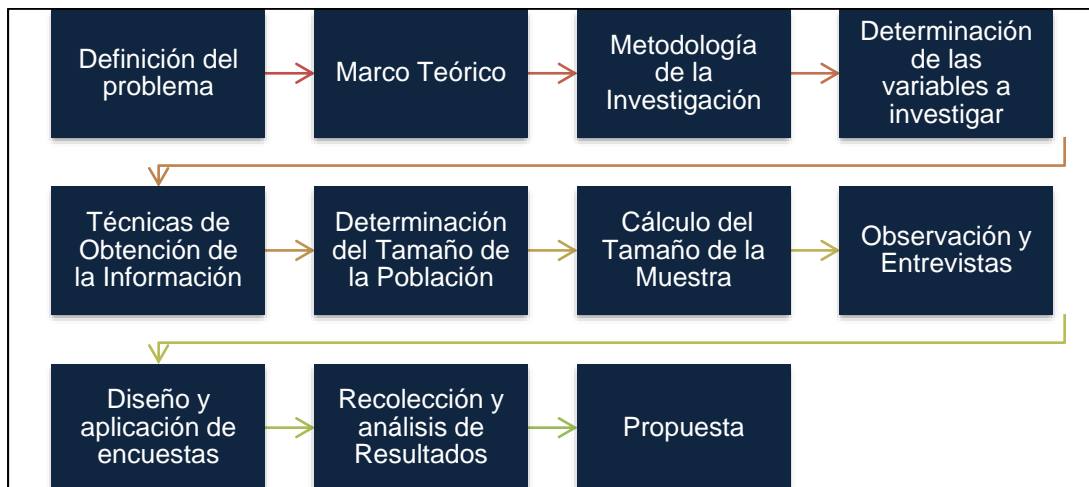 Definición del
problema
Marco Teórico
Metodología
de la
Investigación
Determinación
de las
variables a
investigar
Técnicas de
Obtención de
la Información
Determinación
del Tamaño de
la Población
Cálculo del
Tamaño de la
Muestra
Observación y
Entrevistas
Diseño y
aplicación de
encuestas
Recolección y
análisis de
Resultados
Propuesta